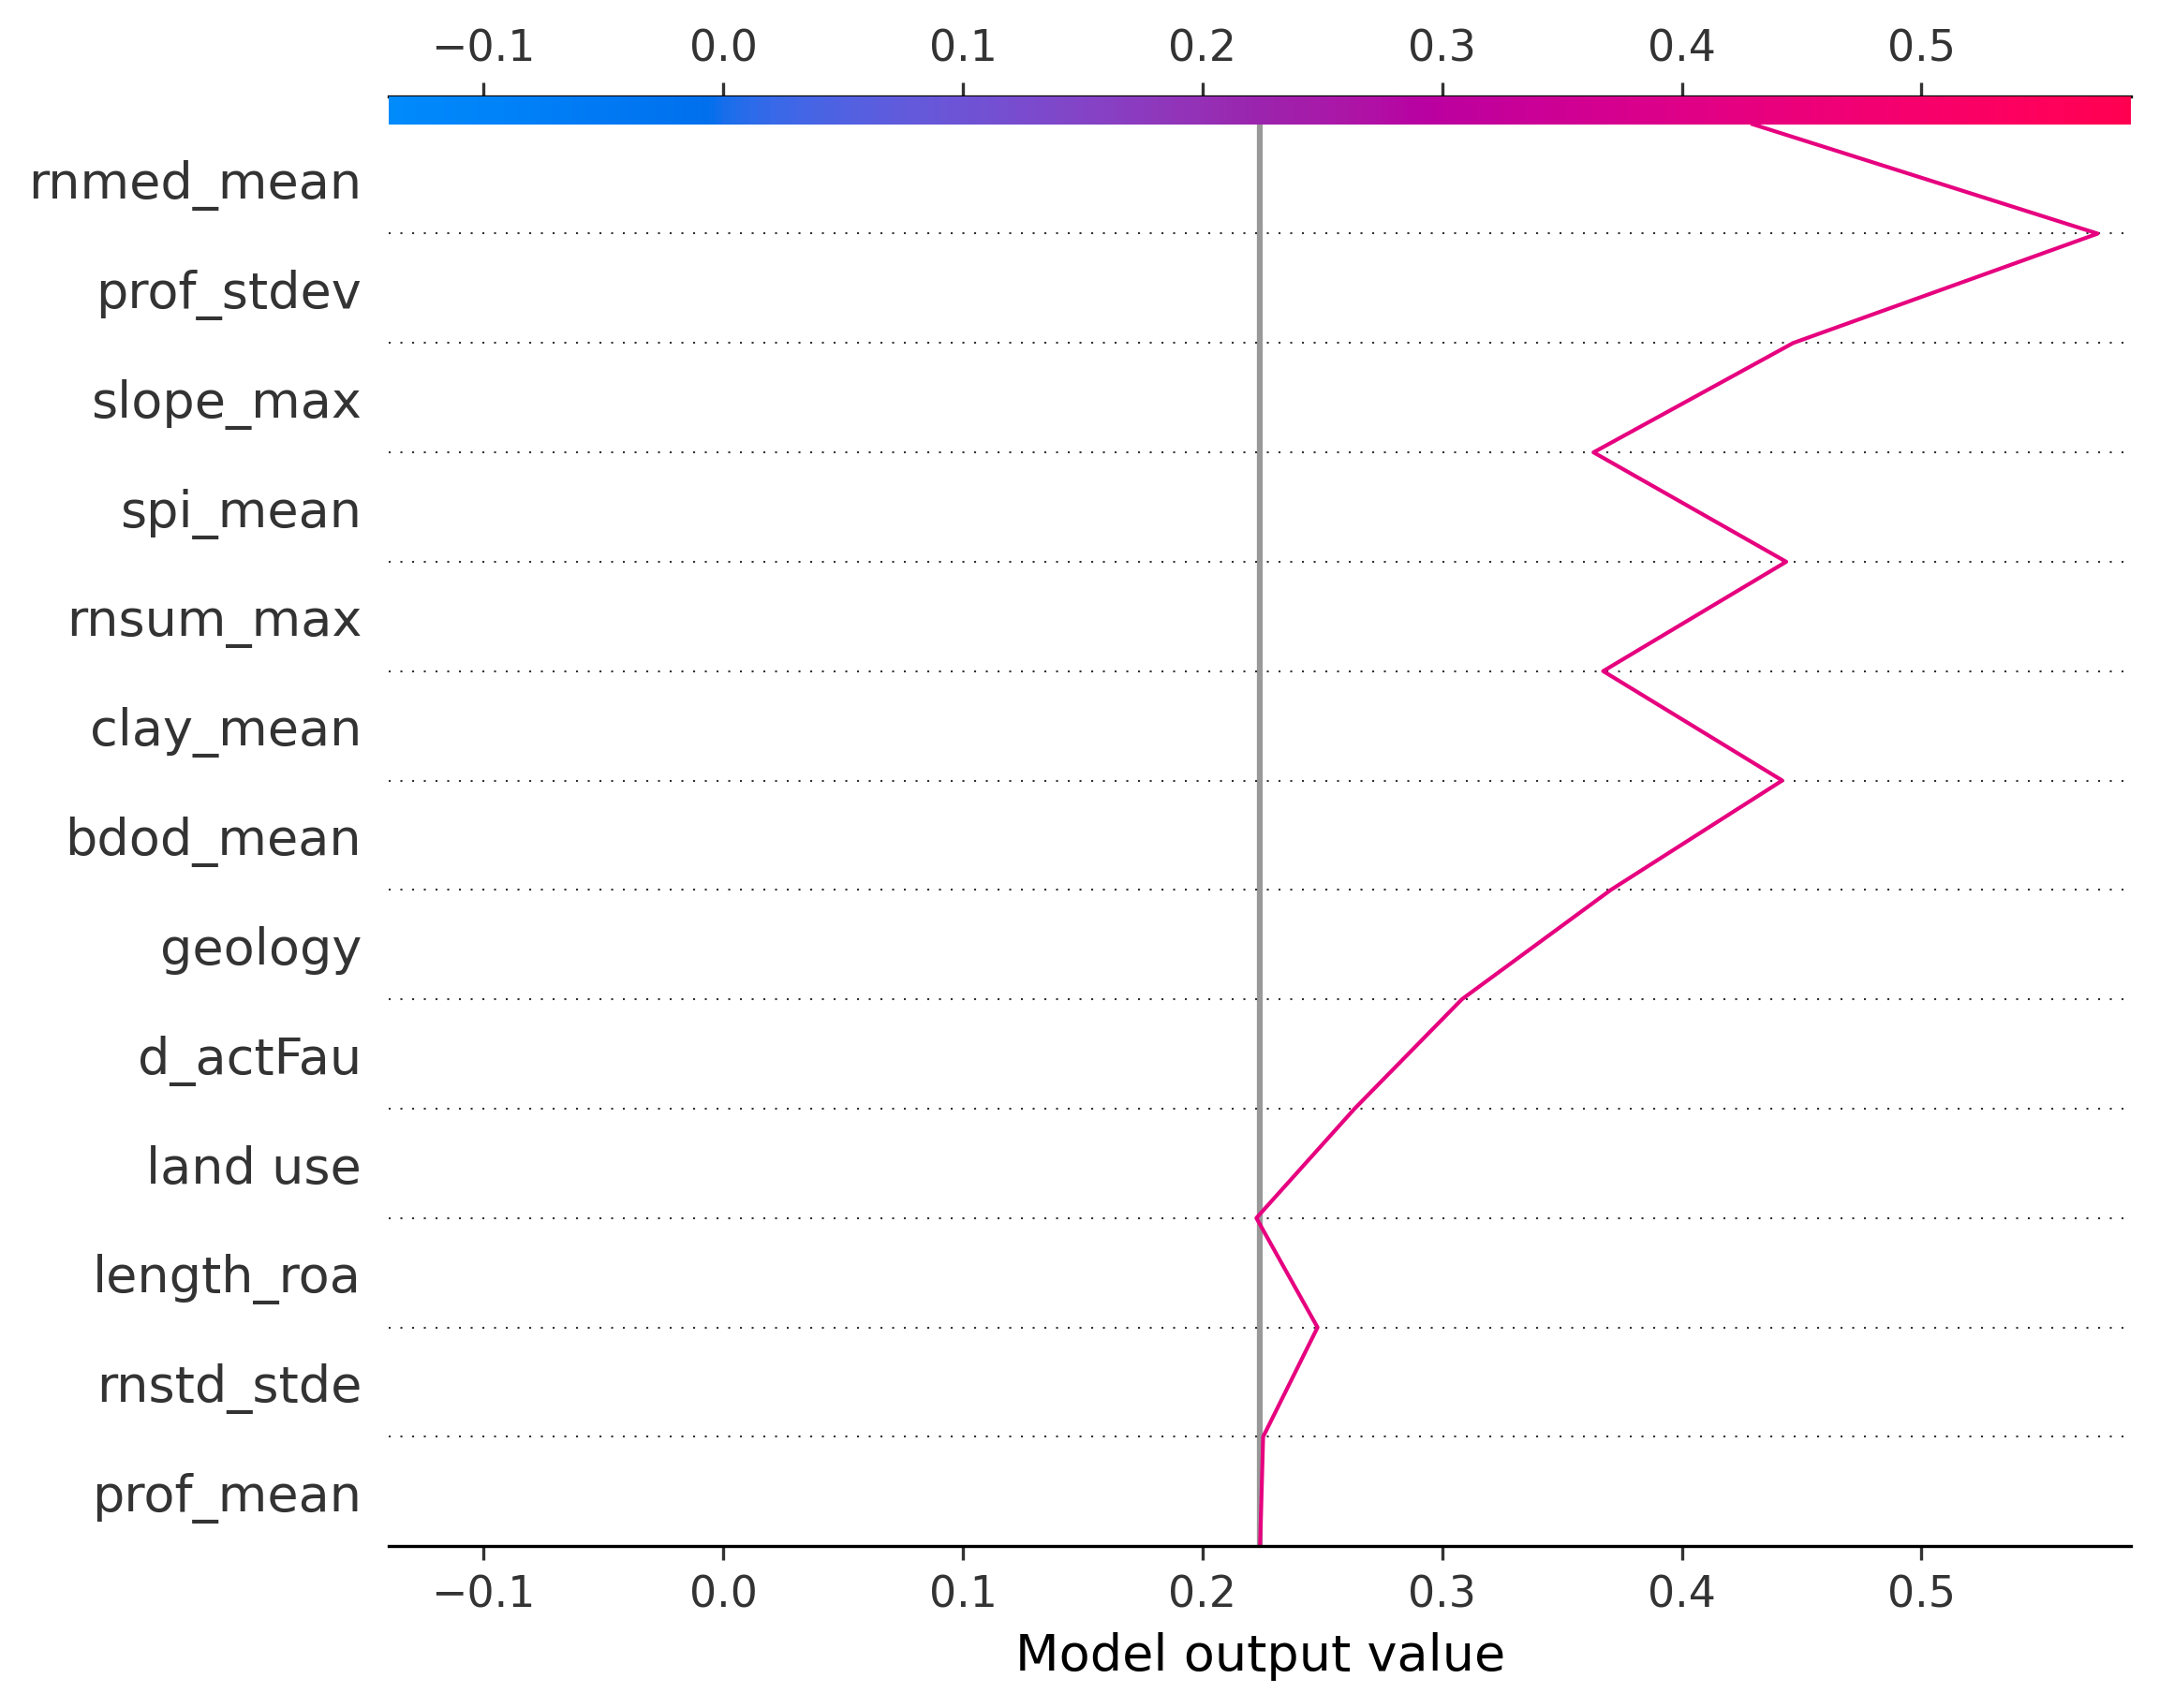 −0.1 0.0 0.1 0.2 0.3 0.4 0.5
rnmed_mean
prof_stdev
slope_max
spi_mean
rnsum_max
clay_mean
bdod_mean
geology
d_actFau
land use
length_roa
rnstd_stde
prof_mean
−0.1 0.0 0.1 0.2 0.3 0.4 0.5
Model output value